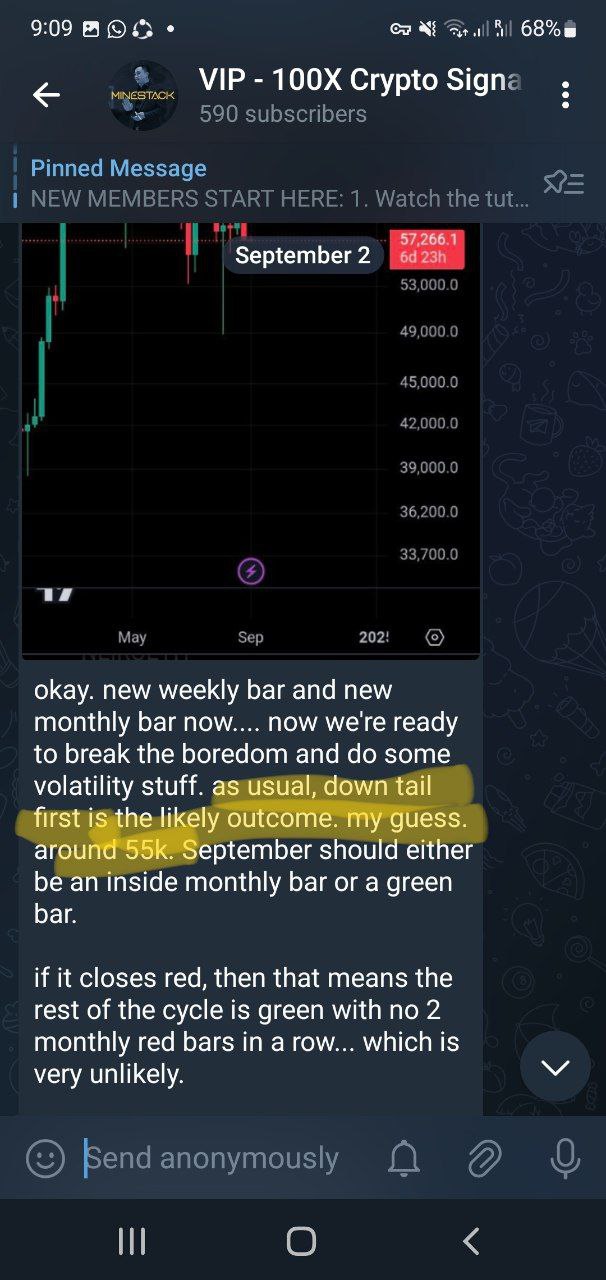 9:09
68%
VIP - 100X Crypto Signa
MINESTACK
590 subscribers
Pinned Message
NEW MEMBERS START HERE: 1. Watch the tut...
September 2
57,266.1
6d 23h
53,000.0
49,000.0
45,000.0
42,000.0
39,000.0
36,200.0
33,700.0
May
Sep
202
okay. new weekly bar and new
monthly bar now.... now we're ready
to break the boredom and do some
volatility stuff. as usual, down tail
first is the likely outcome. my guess.
around 55k. September should either
be an inside monthly bar or a green
bar.
if it closes red, then that means the
rest of the cycle is green with no 2
monthly red bars in a row... which is
very unlikely.
Send anonymously